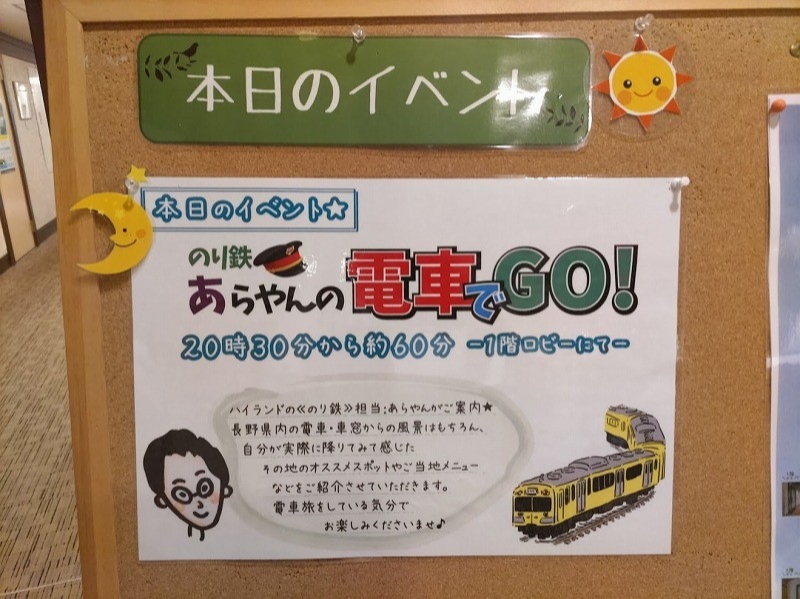 本日のイベント
本日のイベント☆
のり鉄
あらやんの電車でGO!
20時30分から約60分 －1階ロビーにて－
ハイランドの≪のり鉄≫担当:あらやんがご案内★
長野県内の電車・車窓からの風景はもちろん、
自分が実際に降りてみて感じた
その地のオススメスポットやご当地メニュー
などをご紹介させていただきます。
電車旅をしている気分で
お楽しみくださいませ♪